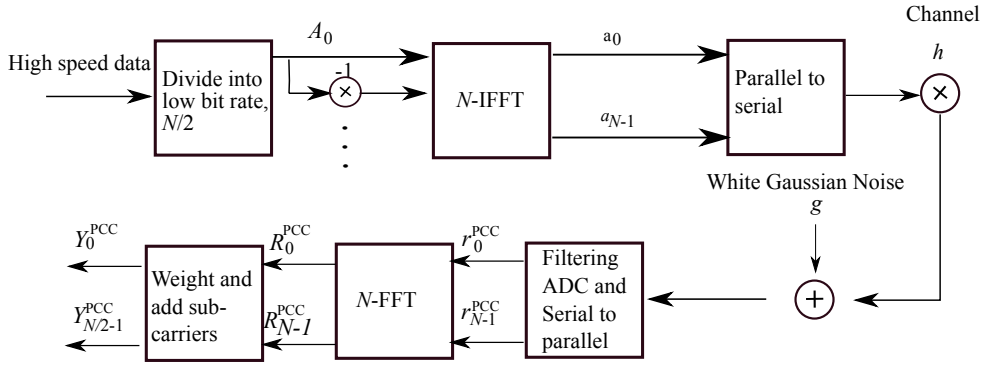 Channel
h
High speed data
Divide into
low bit rate,
N/2
A0
-1
×
N-IFFT
a0
aN-1
Parallel to
serial
×
White Gaussian Noise
g
+
Y0PCC
YN/2-1PCC
Weight and
add sub-
carriers
R0PCC
RN-1PCC
N-FFT
r0PCC
rN-1PCC
Filtering
ADC and
Serial to
parallel